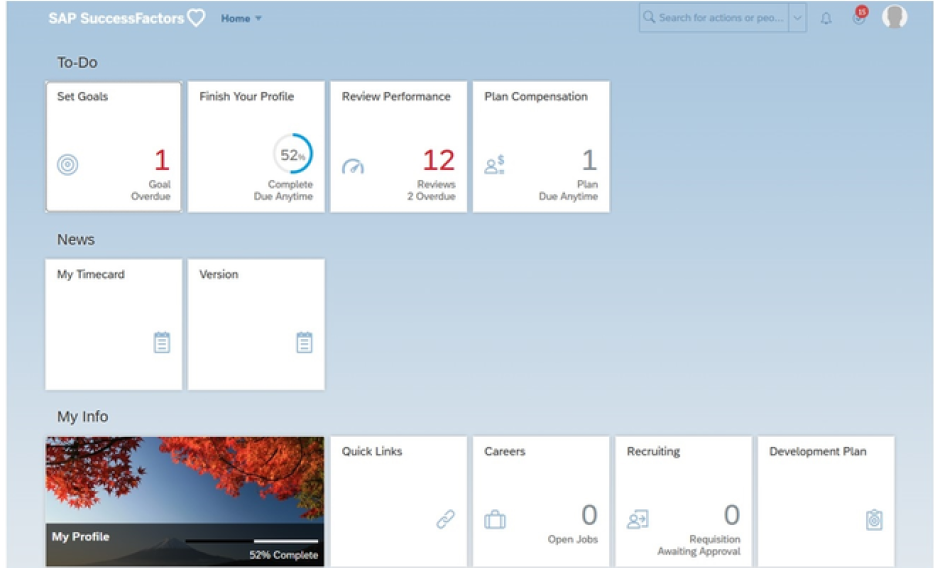 SAP SuccessFactors Home
Search for actions or peo...
15
To-Do
Set Goals
1
Goal
Overdue
Finish Your Profile
52%
Complete
Due Anytime
Review Performance
12
Reviews
2 Overdue
Plan Compensation
$
1
Plan
Due Anytime
News
My Timecard
Version
My Info
My Profile
52% Complete
Quick Links
Careers
0
Open Jobs
Recruiting
0
Requisition
Awaiting Approval
Development Plan